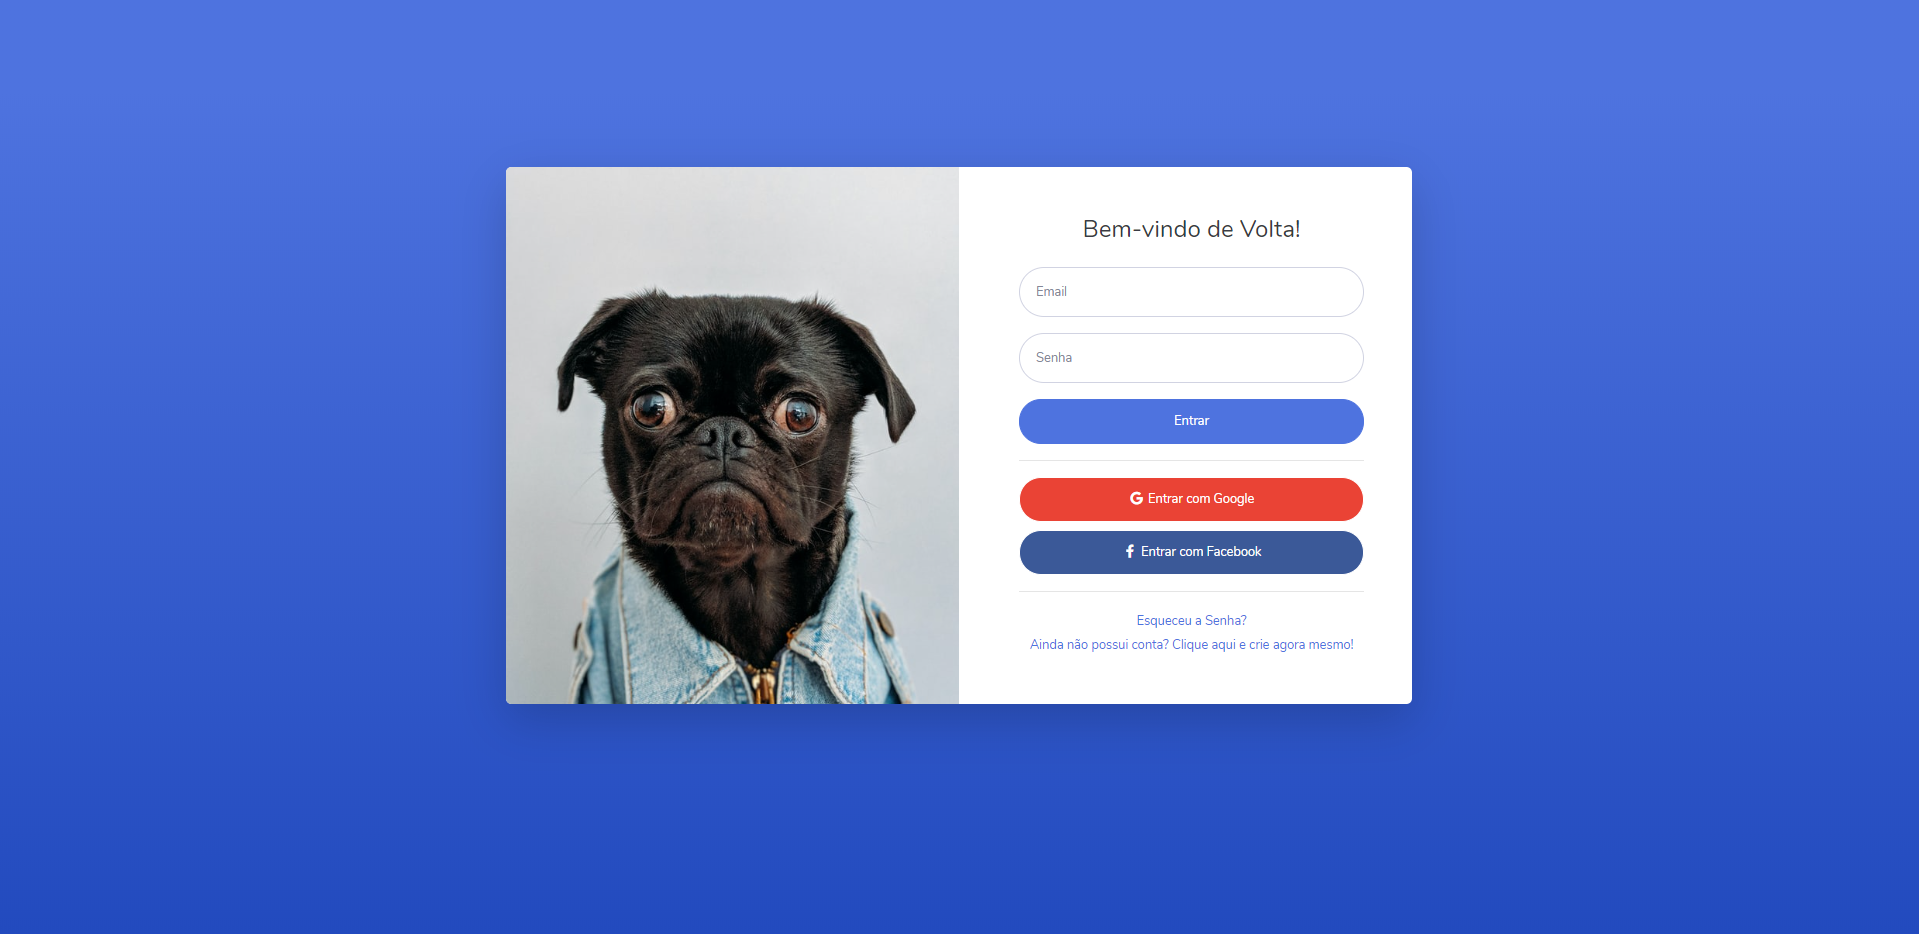 Bem-vindo de Volta!
Email
Senha
Entrar
Entrar com Google
Entrar com Facebook
Esqueceu a Senha?
Ainda não possui conta? Clique aqui e crie agora mesmo!